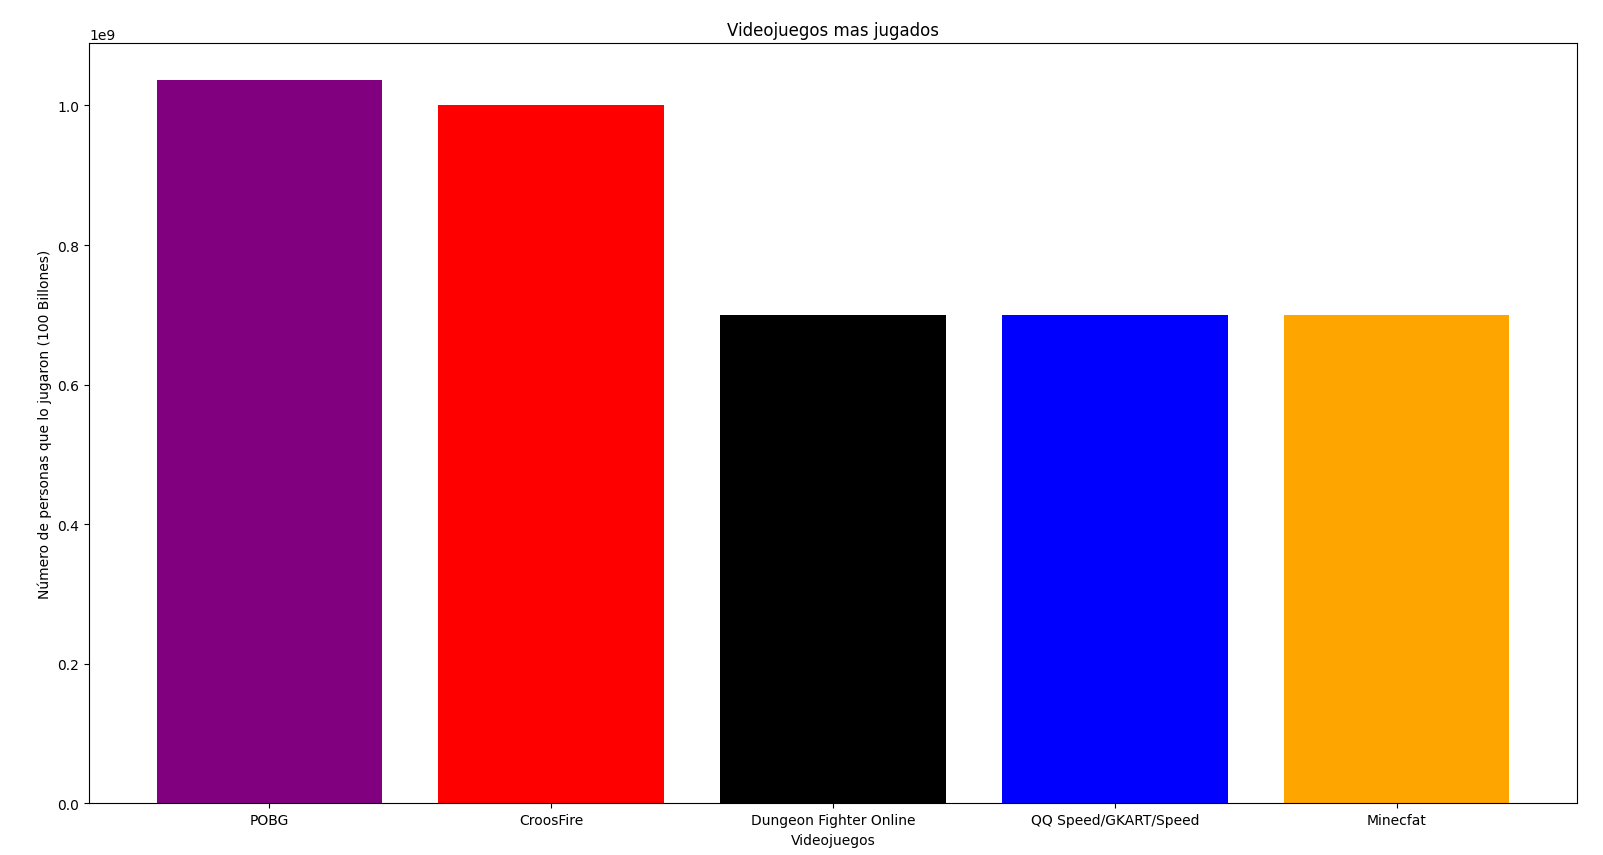 Videojuegos mas jugados
1e9
1.0
0.8
0.6
0.4
0.2
0.0
Número de personas que lo jugaron (100 Billones)
POBG CroosFire Dungeon Fighter Online QQ Speed/GKART/Speed Minecfat
Videojuegos